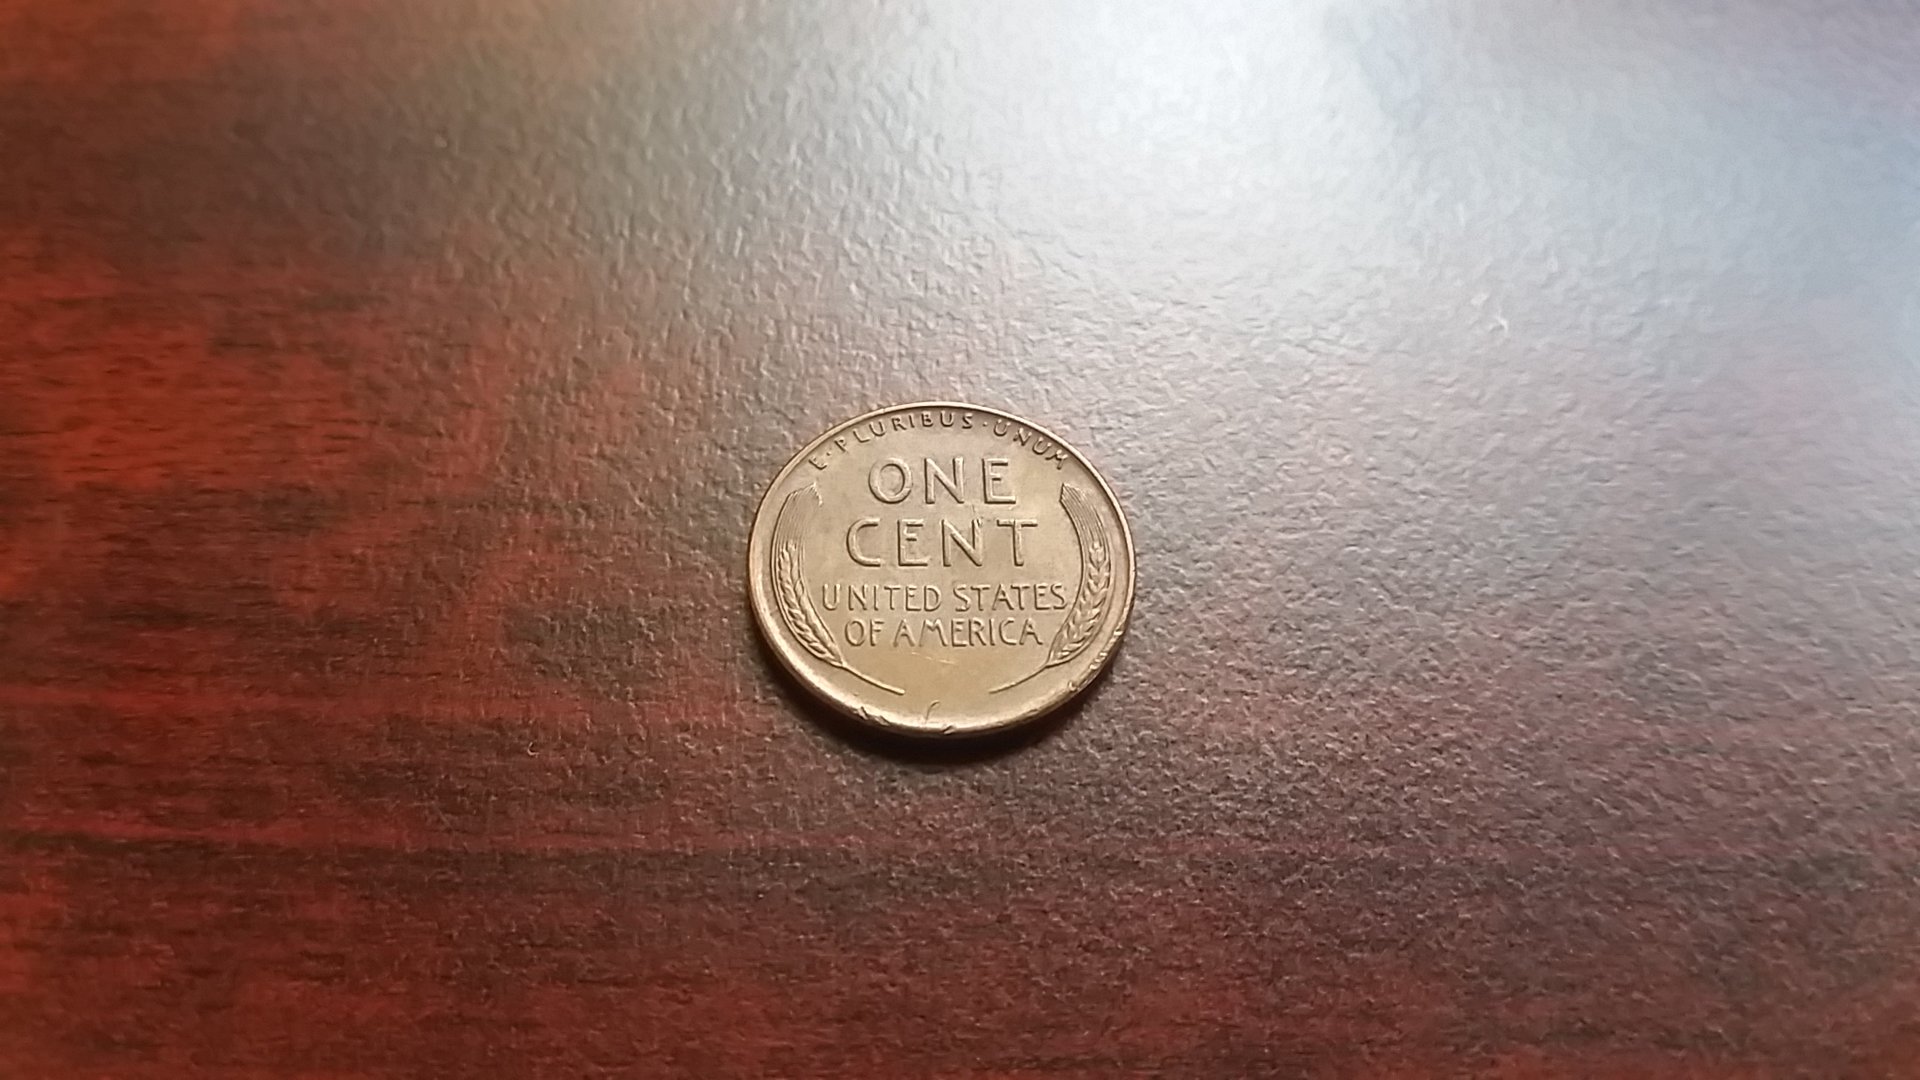 E·PLURIBUS·UNUM
ONE
CENT
UNITED STATES
OF AMERICA